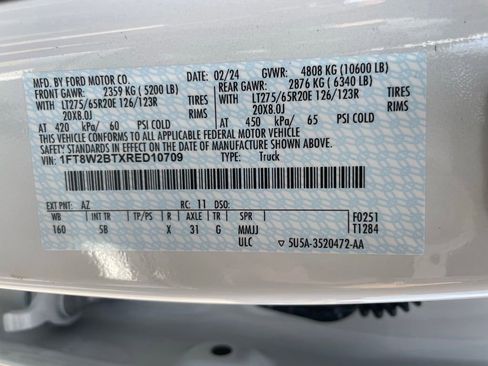 MFD. BY FORD MOTOR CO. DATE: 02/24 GVWR: 4808 KG (10600 LB)
FRONT GAWR: 2359 KG ( 5200 LB) REAR GAWR: 2876 KG ( 6340 LB)
WITH LT275/65R20E 126/123R TIRES WITH LT275/65R20E 126/123R TIRES
20X8.0J RIMS 20X8.0J RIMS
AT 420 kPa/ 60 PSI COLD AT 450 kPa/ 65 PSI COLD
THIS VEHICLE CONFORMS TO ALL APPLICABLE FEDERAL MOTOR VEHICLE
SAFETY STANDARDS IN EFFECT ON THE DATE OF MANUFACTURE SHOWN ABOVE.
VIN: 1FT8W2BTXRED10709 TYPE: Truck
EXT PNT: AZ RC: 11 DSO:
WB INT TR TP/PS R AXLE TR SPR F0251
160 5B X 31 G MMJJ T1284
ULC 5U5A-3520472-AA